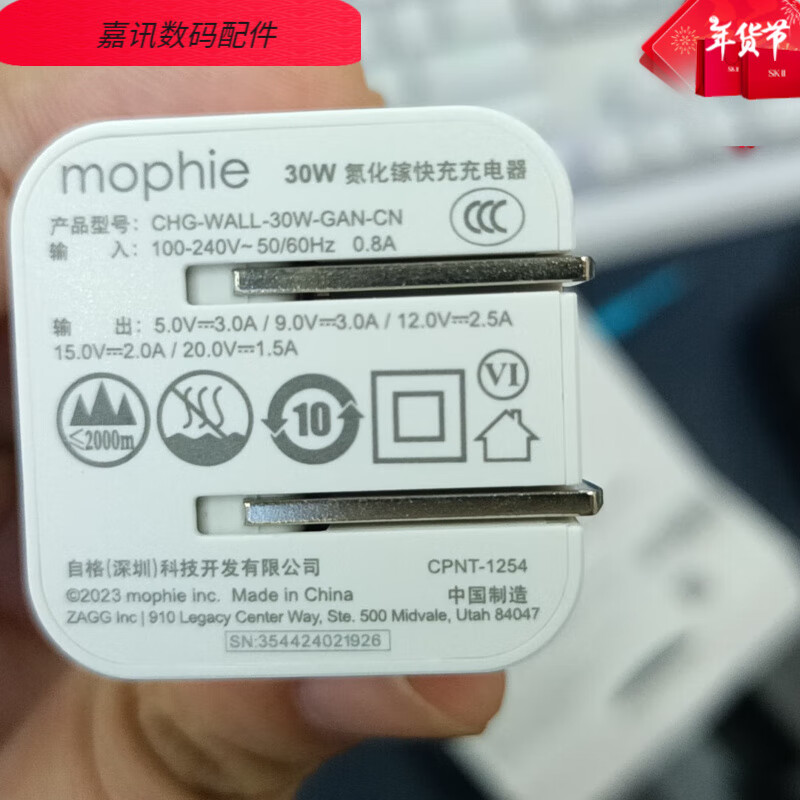 嘉讯数码配件
年货节
SKII
SKII
mophie 30W 氮化镓快充充电器
产品型号: CHG-WALL-30W-GAN-CN
CCC
输 入: 100-240V~50/60Hz 0.8A
输 出: 5.0V⎓3.0A / 9.0V⎓3.0A / 12.0V⎓2.5A
15.0V⎓2.0A / 20.0V⎓1.5A
≤2000m
10
VI
自格(深圳)科技开发有限公司 CPNT-1254
©2023 mophie inc. Made in China 中国制造
ZAGG Inc | 910 Legacy Center Way, Ste. 500 Midvale, Utah 84047
SN:354424021926